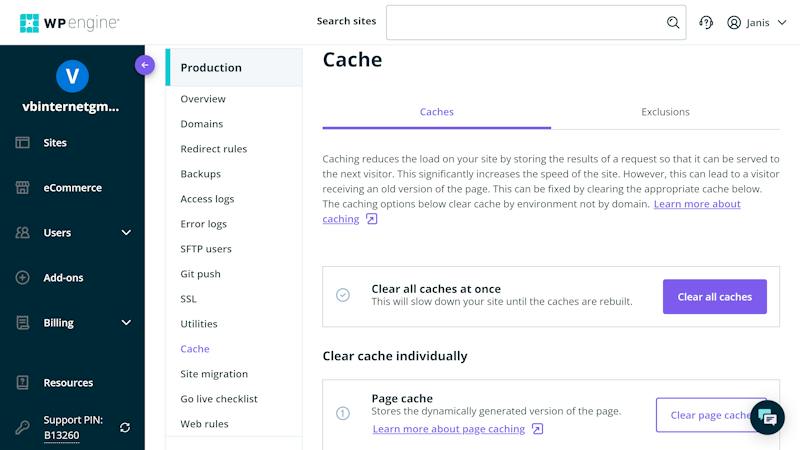 WP engine
Search sites
Janis
V
vbinternetgm...
Sites
eCommerce
Users
Add-ons
Billing
Resources
Support PIN:
B13260
Production
Overview
Domains
Redirect rules
Backups
Access logs
Error logs
SFTP users
Git push
SSL
Utilities
Cache
Site migration
Go live checklist
Web rules
Cache
Caches
Exclusions
Caching reduces the load on your site by storing the results of a request so that it can be served to
the next visitor. This significantly increases the speed of the site. However, this can lead to a visitor
receiving an old version of the page. This can be fixed by clearing the appropriate cache below.
The caching options below clear cache by environment not by domain. Learn more about
caching
Clear all caches at once
This will slow down your site until the caches are rebuilt.
Clear all caches
Clear cache individually
1
Page cache
Stores the dynamically generated version of the page.
Learn more about page caching
Clear page cache